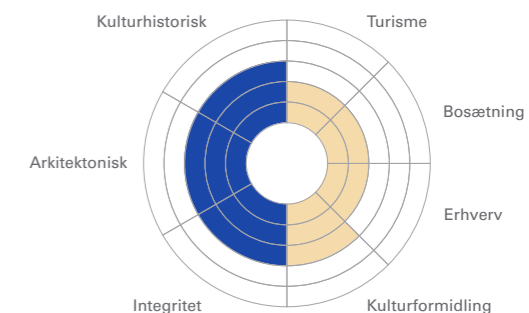 Kulturhistorisk
Turisme
Bosætning
Arkitektonisk
Erhverv
Integritet
Kulturformidling